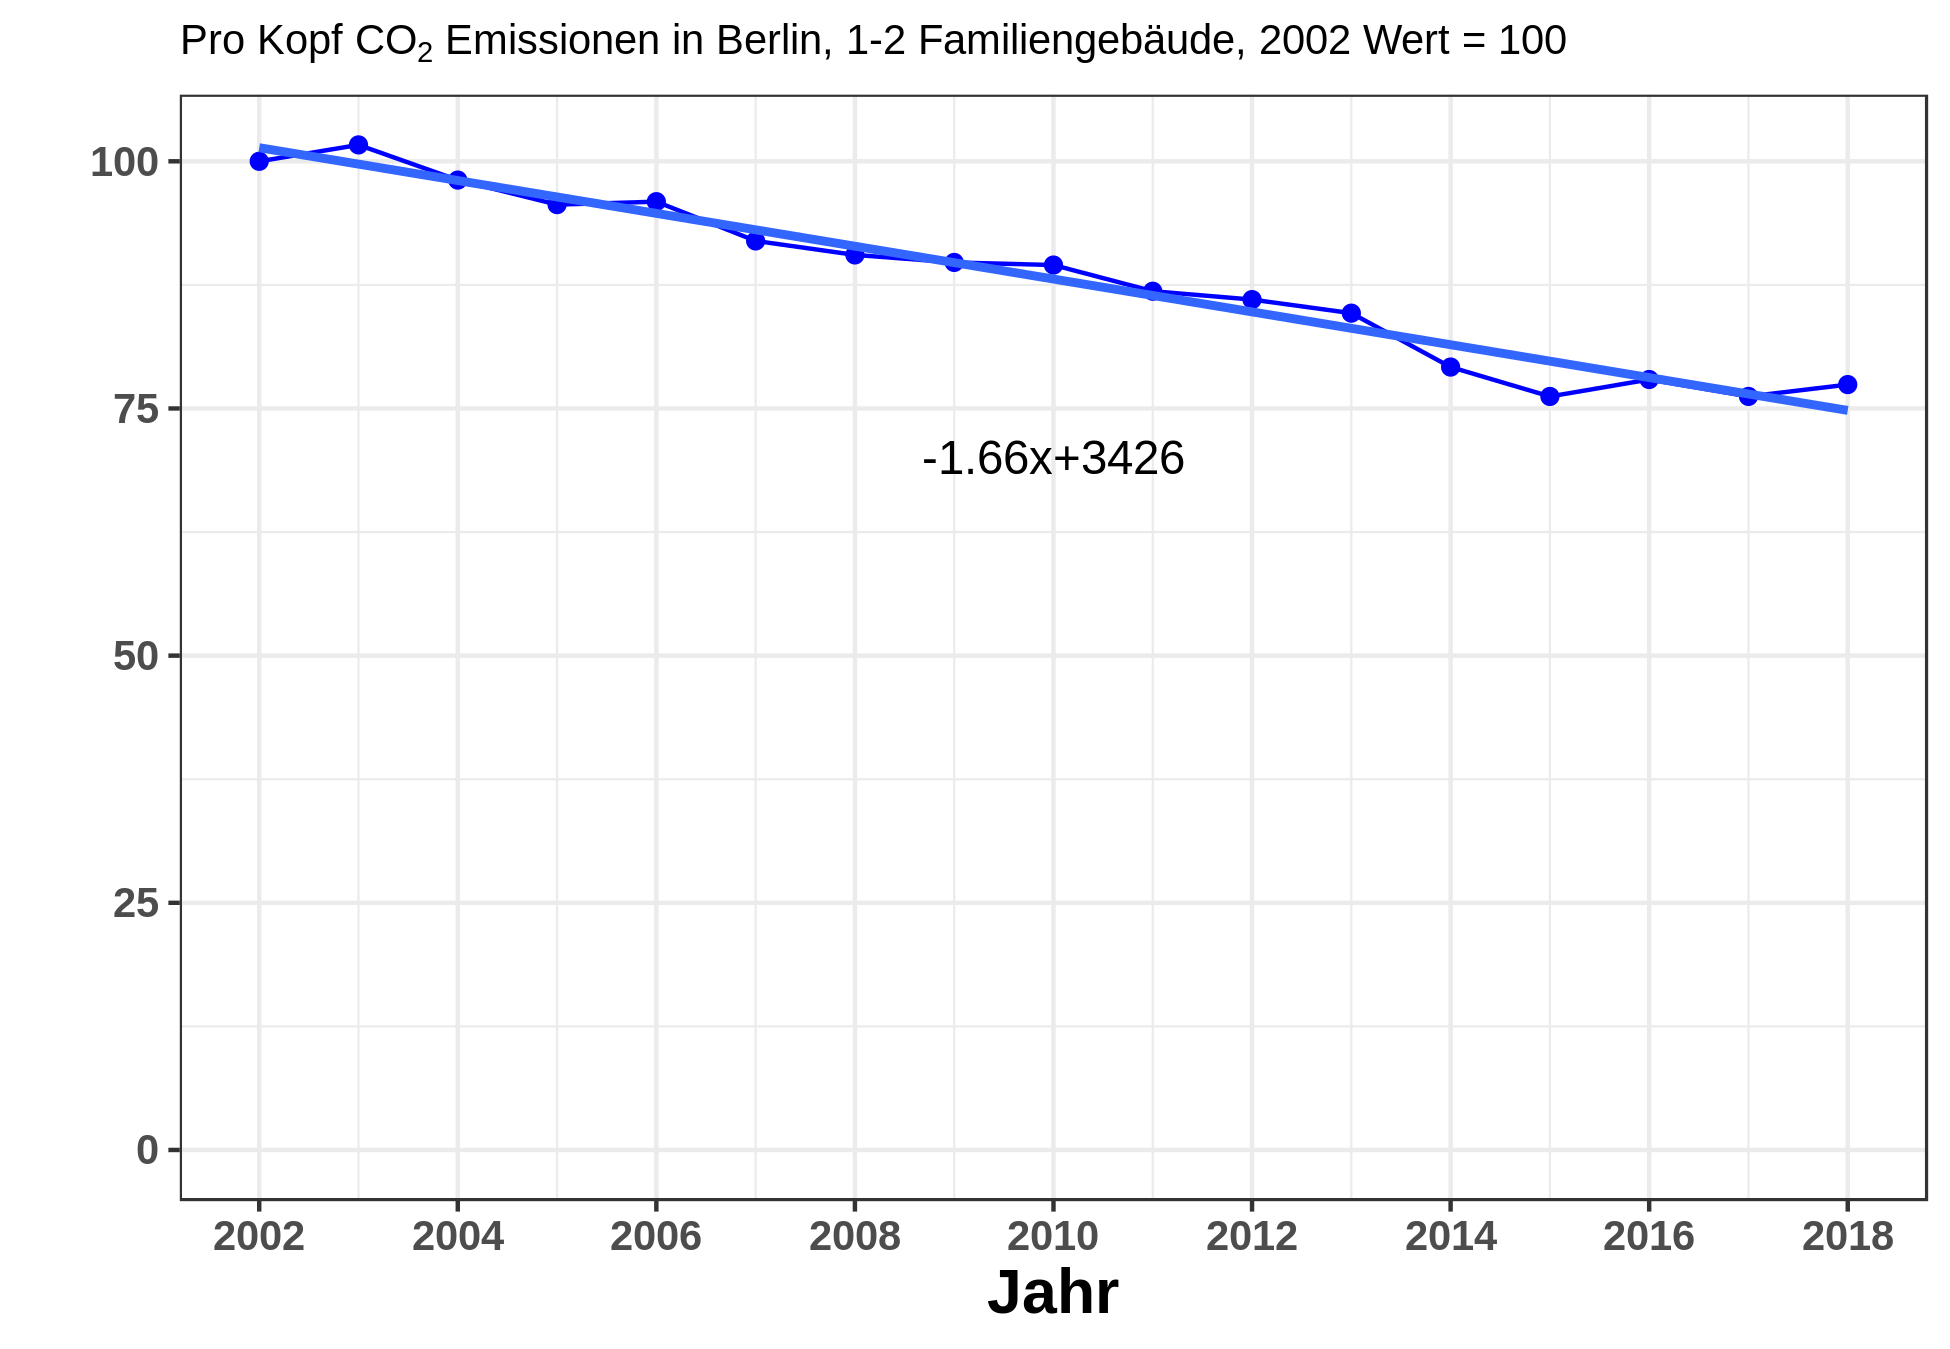 Pro Kopf CO₂ Emissionen in Berlin, 1-2 Familiengebäude, 2002 Wert = 100
100
75
-1.66x+3426
50
25
0
2002 2004 2006 2008 2010 2012 2014 2016 2018
Jahr